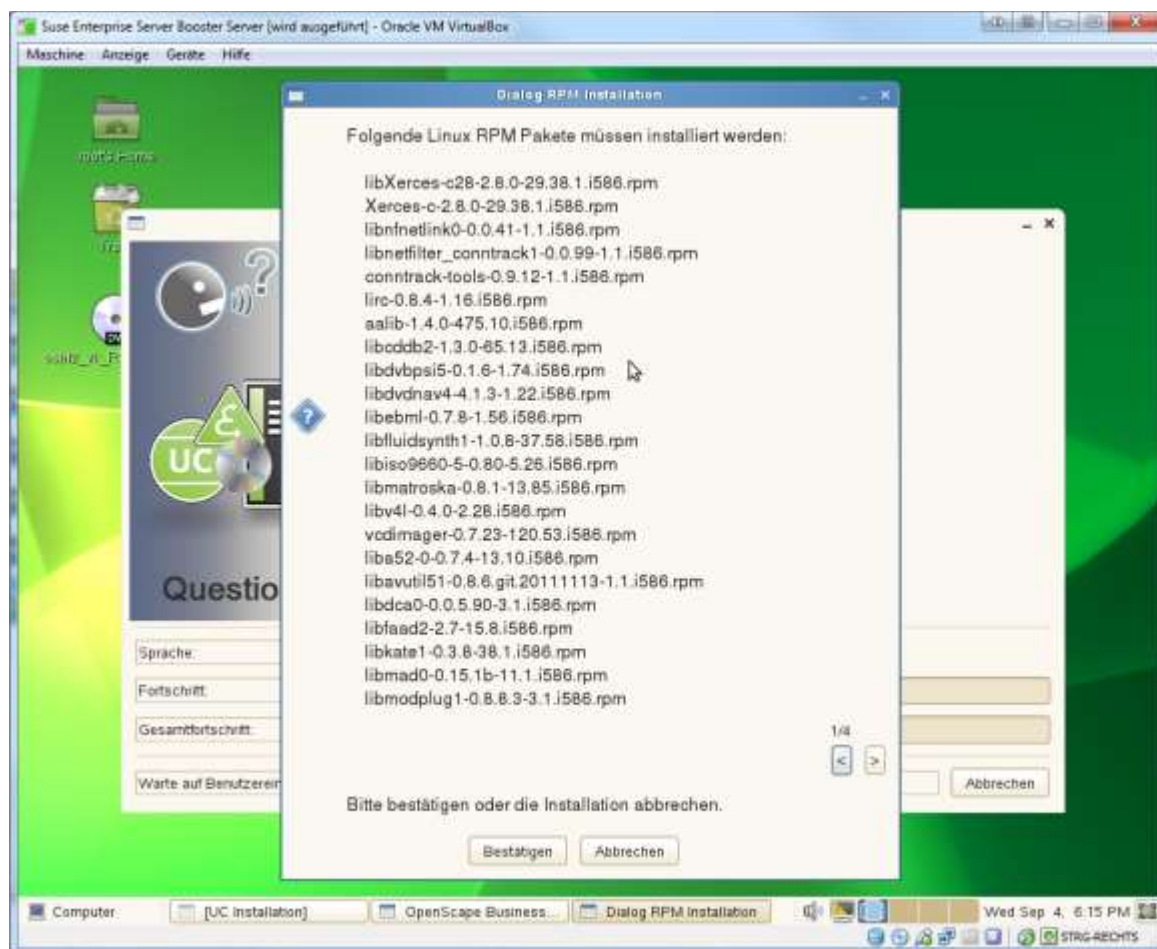 Suse Enterprise Server Booster Server [wird ausgeführt] - Oracle VM VirtualBox
Maschine Anzeige Geräte Hilfe
Dialog RPM Installation
Folgende Linux RPM Pakete müssen installiert werden:
libXerces-c28-2.8.0-29.38.1.i586.rpm
Xerces-c-2.8.0-29.38.1.i586.rpm
libnfnetlink0-0.0.41-1.1.i586.rpm
libnetfilter_conntrack1-0.0.99-1.1.i586.rpm
conntrack-tools-0.9.12-1.1.i586.rpm
lirc-0.8.4-1.16.i586.rpm
aalib-1.4.0-475.10.i586.rpm
libcddb2-1.3.0-65.13.i586.rpm
libdvbpsi5-0.1.6-1.74.i586.rpm
libdvdnav4-4.1.3-1.22.i586.rpm
libebml-0.7.8-1.56.i586.rpm
libfluidsynth1-1.0.8-37.58.i586.rpm
libiso9660-5-0.80-5.26.i586.rpm
libmatroska-0.8.1-13.85.i586.rpm
libv4l-0.4.0-2.28.i586.rpm
vcdimager-0.7.23-120.53.i586.rpm
liba52-0-0.7.4-13.10.i586.rpm
libavutil51-0.8.6.git.20111113-1.1.i586.rpm
libdca0-0.0.5.90-3.1.i586.rpm
libfaad2-2.7-15.8.i586.rpm
libkate1-0.3.8-38.1.i586.rpm
libmad0-0.15.1b-11.1.i586.rpm
libmodplug1-0.8.8.3-3.1.i586.rpm
1/4
< >
Bitte bestätigen oder die Installation abbrechen.
Bestätigen Abbrechen
UC
Questio
Sprache:
Fortschritt:
Gesamtfortschritt:
Warte auf Benutzerein
Abbrechen
Computer [UC Installation] OpenScape Business... Dialog RPM Installation Wed Sep 4, 6:15 PM
STRG-RECHTS